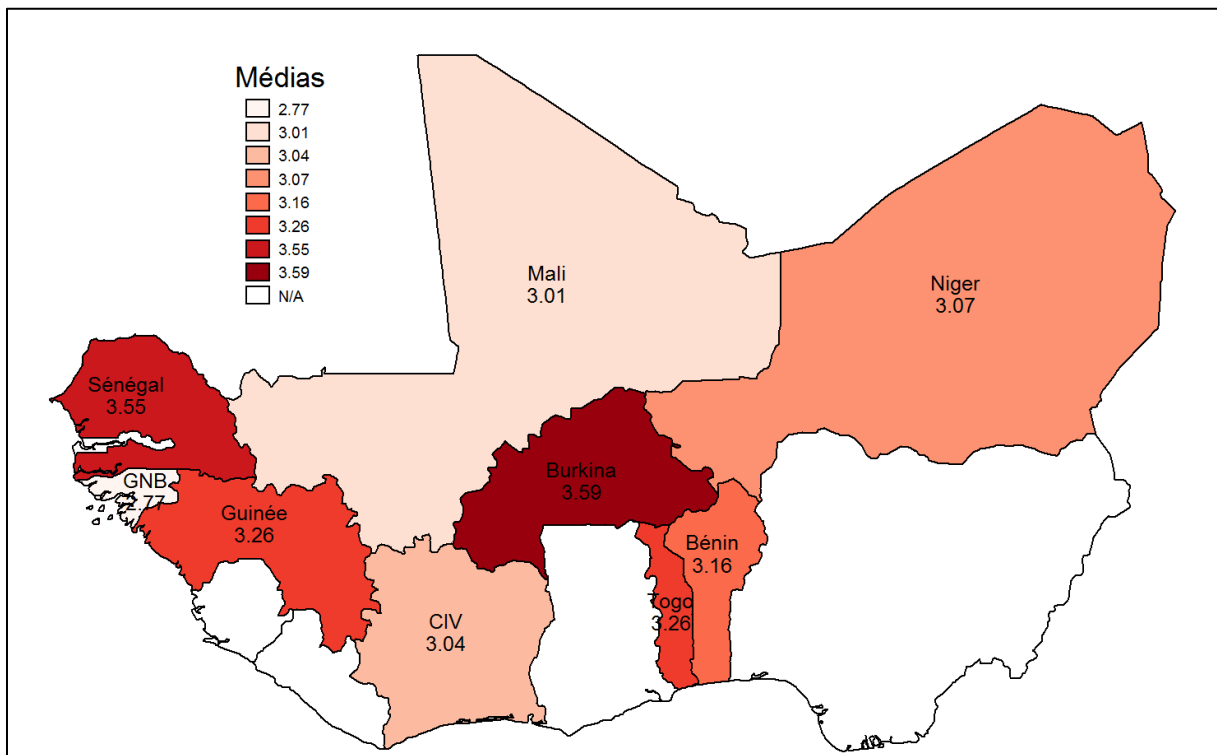 Médias
2.77
3.01
3.04
3.07
3.16
3.26
3.55
3.59
N/A
Mali
3.01
Niger
3.07
Sénégal
3.55
GNB
2.77
Guinée
3.26
Burkina
3.59
Bénin
3.16
Togo
3.26
CIV
3.04